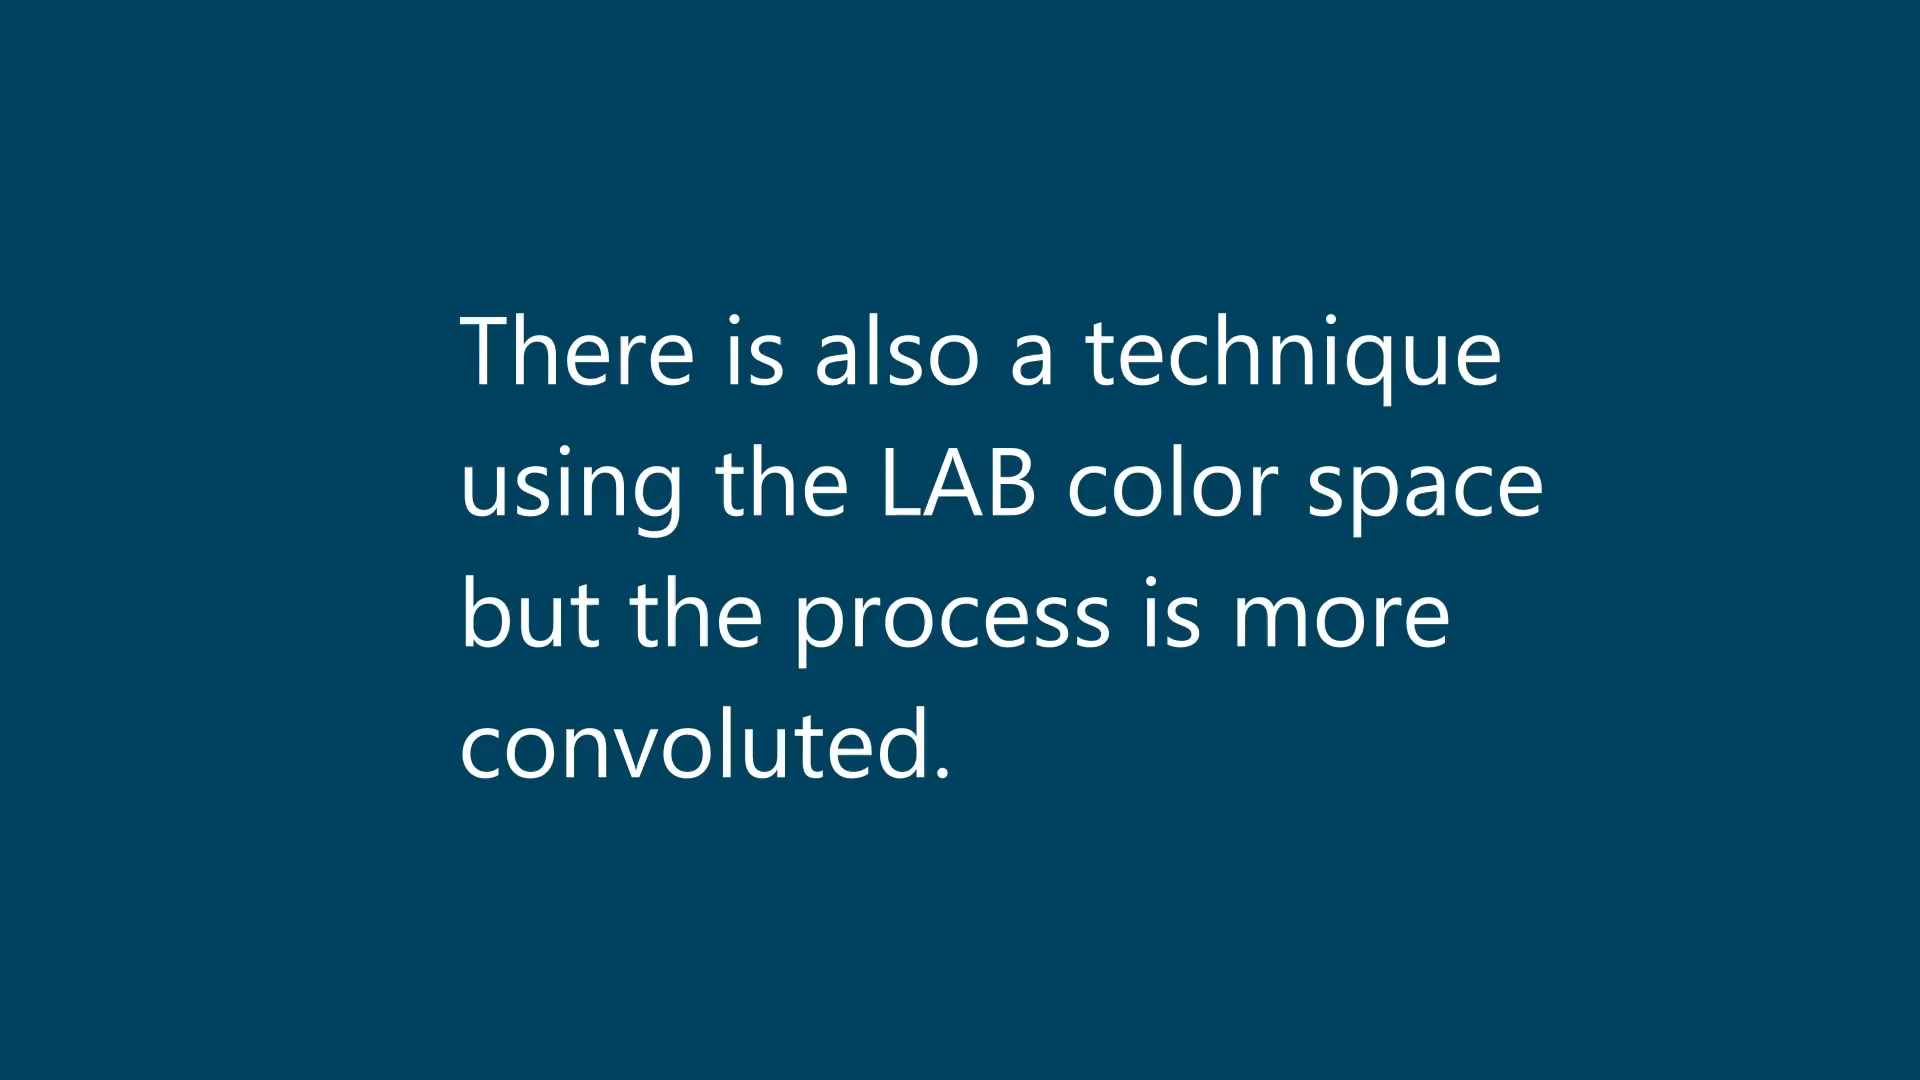 There is also a technique
using the LAB color space
but the process is more
convoluted.